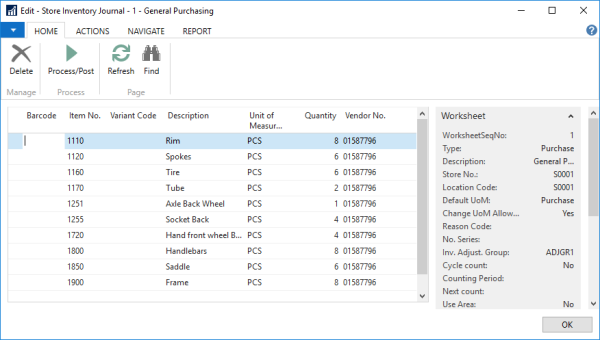 Edit - Store Inventory Journal - 1 - General Purchasing
HOME ACTIONS NAVIGATE REPORT
Delete Process/Post Refresh Find
Manage Process Page
Barcode Item No. Variant Code Description Unit of Measur... Quantity Vendor No.
1110 Rim PCS 8 01587796
1120 Spokes PCS 6 01587796
1160 Tire PCS 6 01587796
1170 Tube PCS 2 01587796
1251 Axle Back Wheel PCS 1 01587796
1255 Socket Back PCS 4 01587796
1720 Hand front wheel B... PCS 4 01587796
1800 Handlebars PCS 8 01587796
1850 Saddle PCS 6 01587796
1900 Frame PCS 8 01587796
Worksheet
WorksheetSeqNo: 1
Type: Purchase
Description: General P...
Store No.: S0001
Location Code: S0001
Default UoM: Purchase
Change UoM Allow... Yes
Reason Code:
No. Series:
Inv. Adjust. Group: ADJGR1
Cycle count: No
Counting Period:
Next count:
Use Area: No
OK